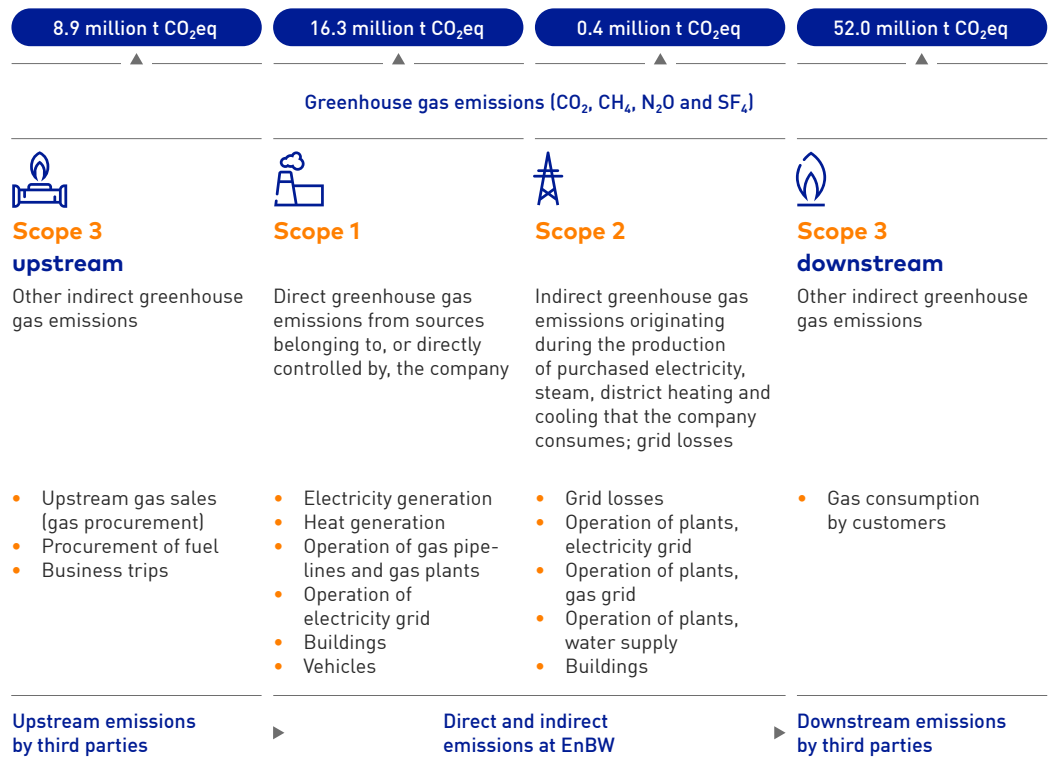 8.9 million t CO₂eq
16.3 million t CO₂eq
0.4 million t CO₂eq
52.0 million t CO₂eq
Greenhouse gas emissions (CO₂, CH₄, N₂O and SF₄)
Scope 3
upstream
Other indirect greenhouse
gas emissions
• Upstream gas sales
(gas procurement)
• Procurement of fuel
• Business trips
Scope 1
Direct greenhouse gas
emissions from sources
belonging to, or directly
controlled by, the company
• Electricity generation
• Heat generation
• Operation of gas pipe-
lines and gas plants
• Operation of
electricity grid
• Buildings
• Vehicles
Scope 2
Indirect greenhouse gas
emissions originating
during the production
of purchased electricity,
steam, district heating and
cooling that the company
consumes; grid losses
• Grid losses
• Operation of plants,
electricity grid
• Operation of plants,
gas grid
• Operation of plants,
water supply
• Buildings
Scope 3
downstream
Other indirect greenhouse
gas emissions
• Gas consumption
by customers
Upstream emissions
by third parties
Direct and indirect
emissions at EnBW
Downstream emissions
by third parties